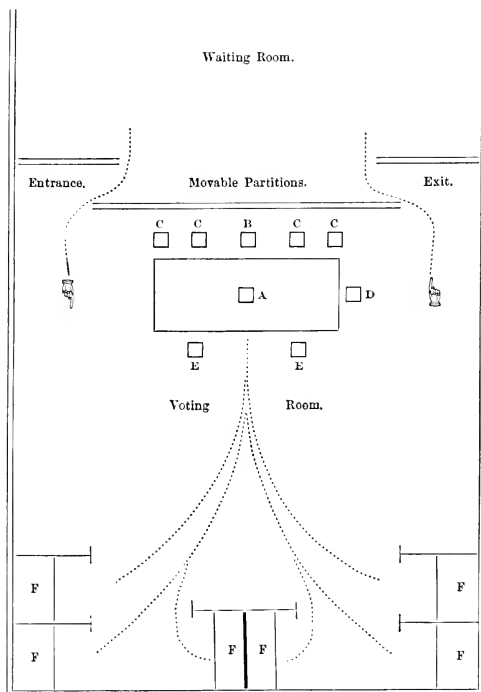 Waiting Room.
Entrance. Movable Partitions. Exit.
C C B C C
A D
E E
Voting Room.
F F
F F F F